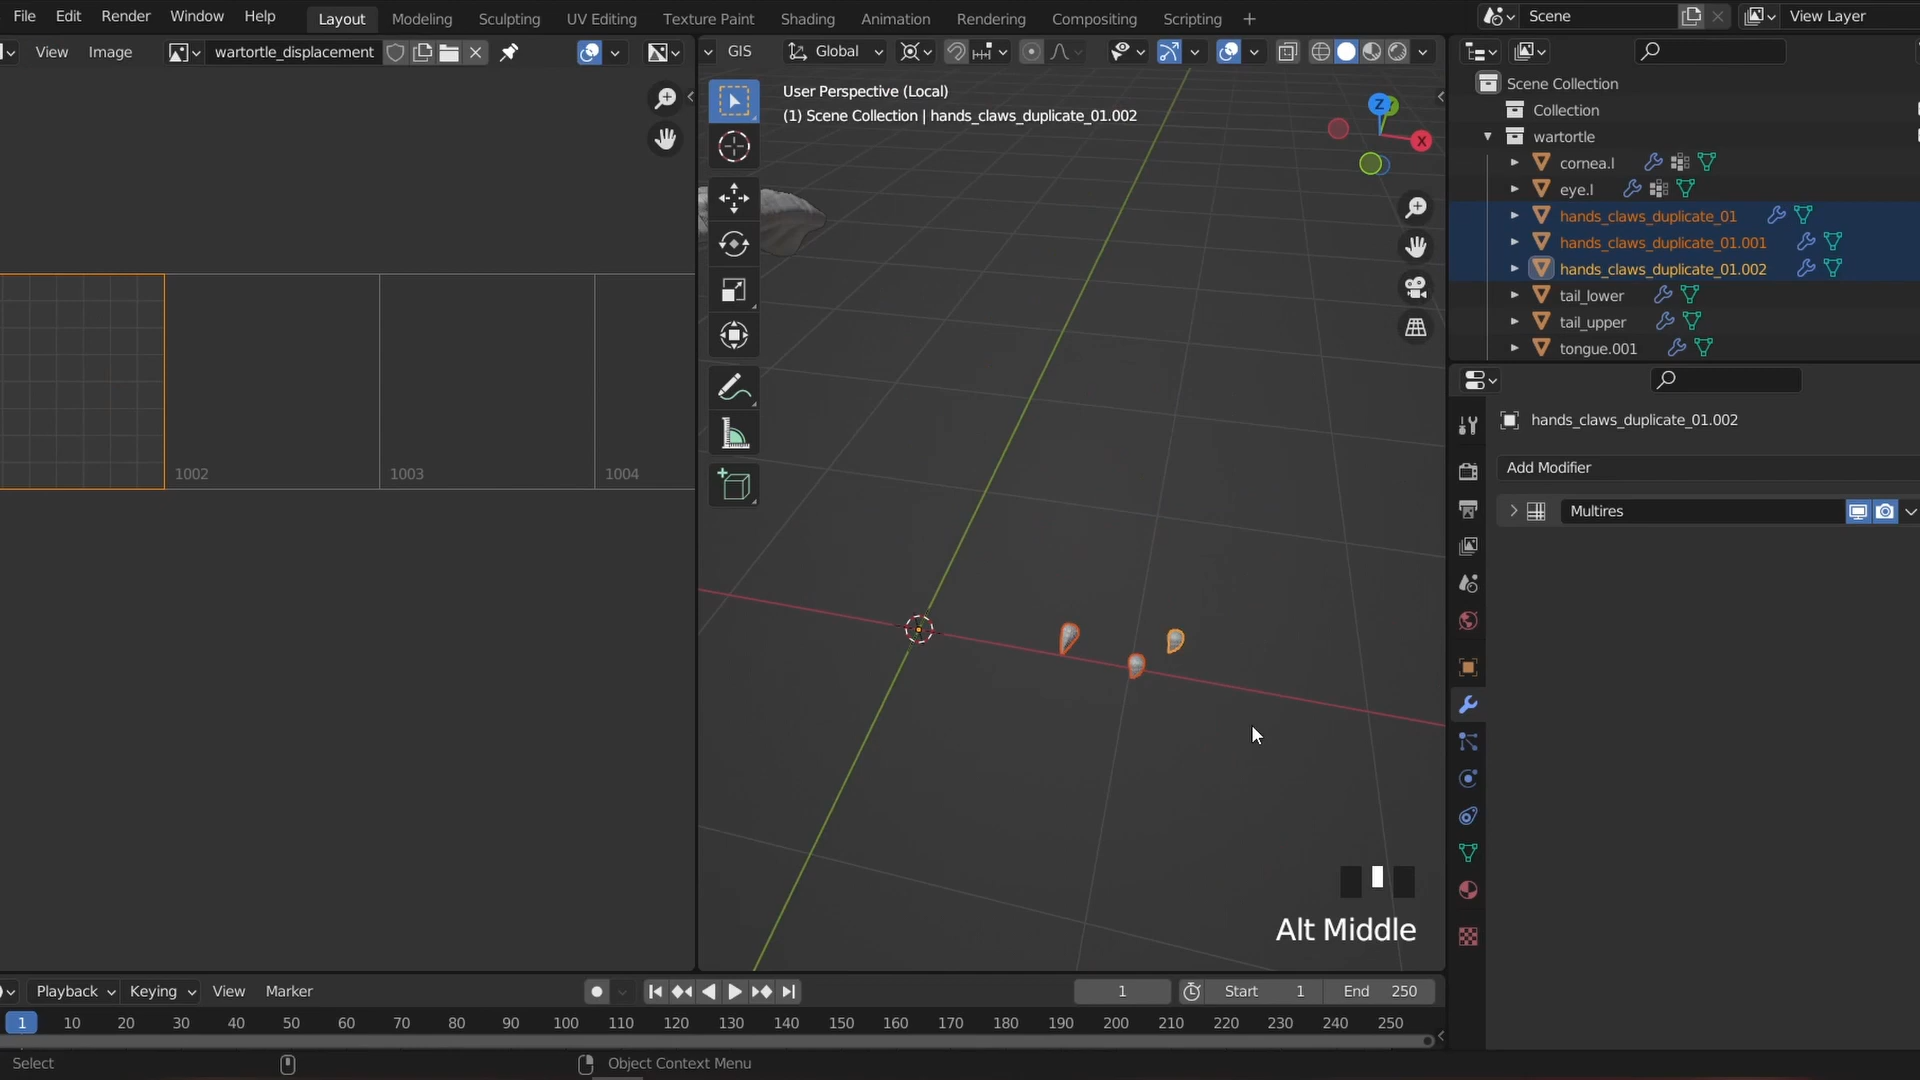 File Edit Render Window Help Layout Modeling Sculpting UV Editing Texture Paint Shading Animation Rendering Compositing Scripting + Scene View Layer
View Image wartortle_displacement GIS Global
User Perspective (Local)
(1) Scene Collection | hands_claws_duplicate_01.002
Z
Y
X
Scene Collection
Collection
wartortle
cornea.l
eye.l
hands_claws_duplicate_01
hands_claws_duplicate_01.001
hands_claws_duplicate_01.002
tail_lower
tail_upper
tongue.001
hands_claws_duplicate_01.002
Add Modifier
Multires
1002 1003 1004
Alt Middle
Playback Keying View Marker 1 Start 1 End 250
1 10 20 30 40 50 60 70 80 90 100 110 120 130 140 150 160 170 180 190 200 210 220 230 240 250
Select Object Context Menu